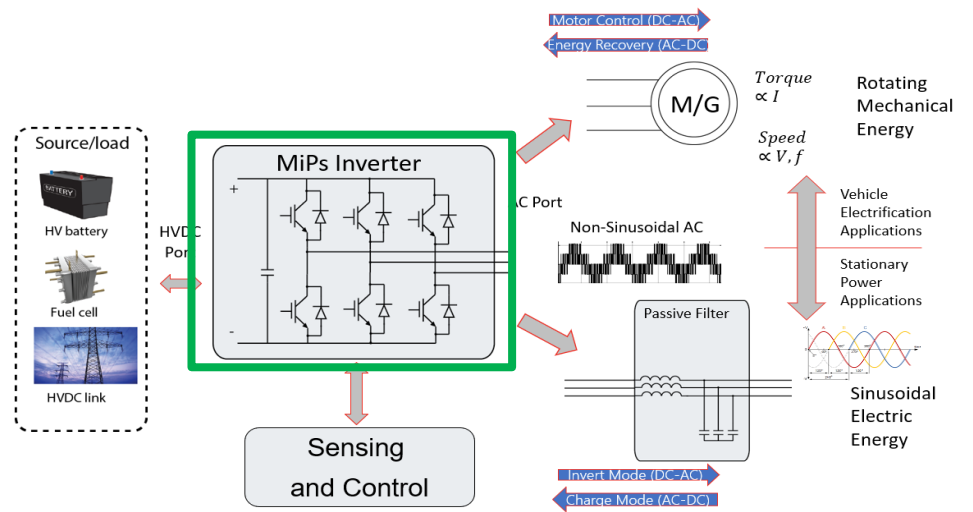 Motor Control (DC-AC)
Energy Recovery (AC-DC)
M/G
Torque
∝ I
Speed
∝ V, f
Rotating
Mechanical
Energy
Source/load
BATTERY
HV battery
Fuel cell
HVDC link
HVDC
Port
MiPs Inverter
+
-
AC Port
Non-Sinusoidal AC
Vehicle
Electrification
Applications
Stationary
Power
Applications
Passive Filter
Sinusoidal
Electric
Energy
Sensing
and Control
Invert Mode (DC-AC)
Charge Mode (AC-DC)